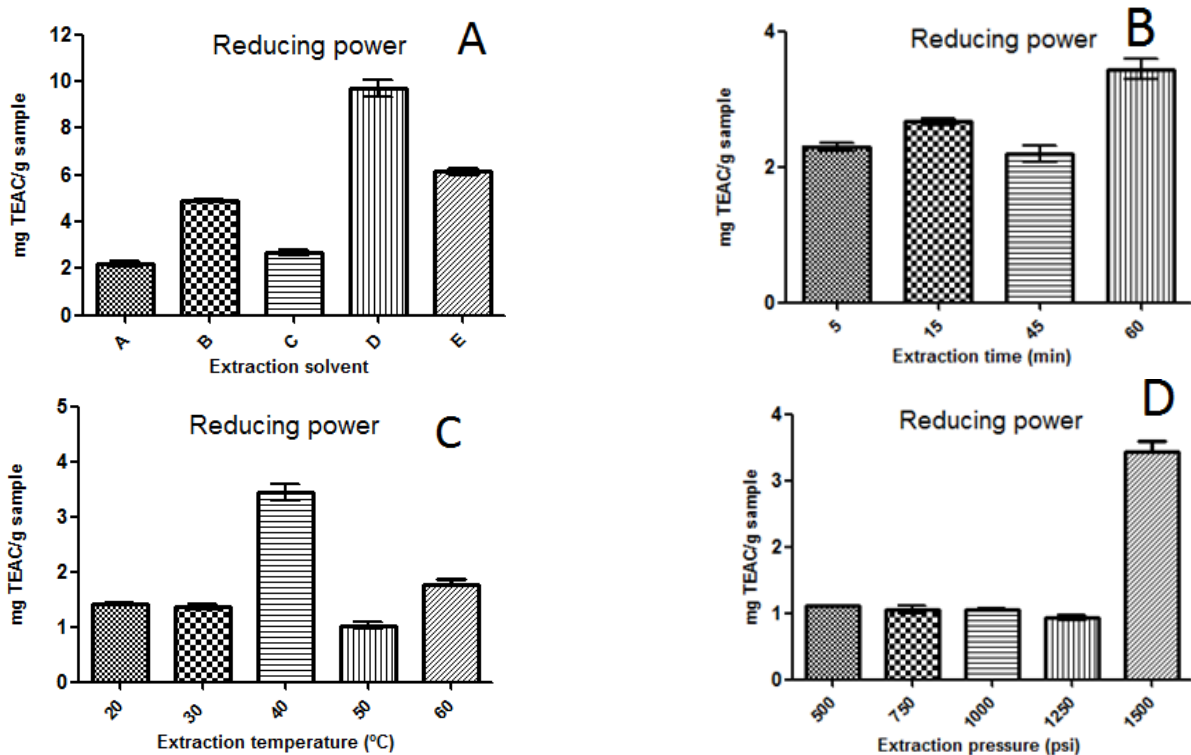 Reducing power
A
mg TEAC/g sample
12
10
8
6
4
2
0
A B C D E
Extraction solvent
Reducing power
B
mg TEAC/g sample
4
2
0
5 15 45 60
Extraction time (min)
Reducing power
C
mg TEAC/g sample
5
4
3
2
1
0
20 30 40 50 60
Extraction temperature (ºC)
Reducing power
D
mg TEAC/g sample
4
3
2
1
0
500 750 1000 1250 1500
Extraction pressure (psi)